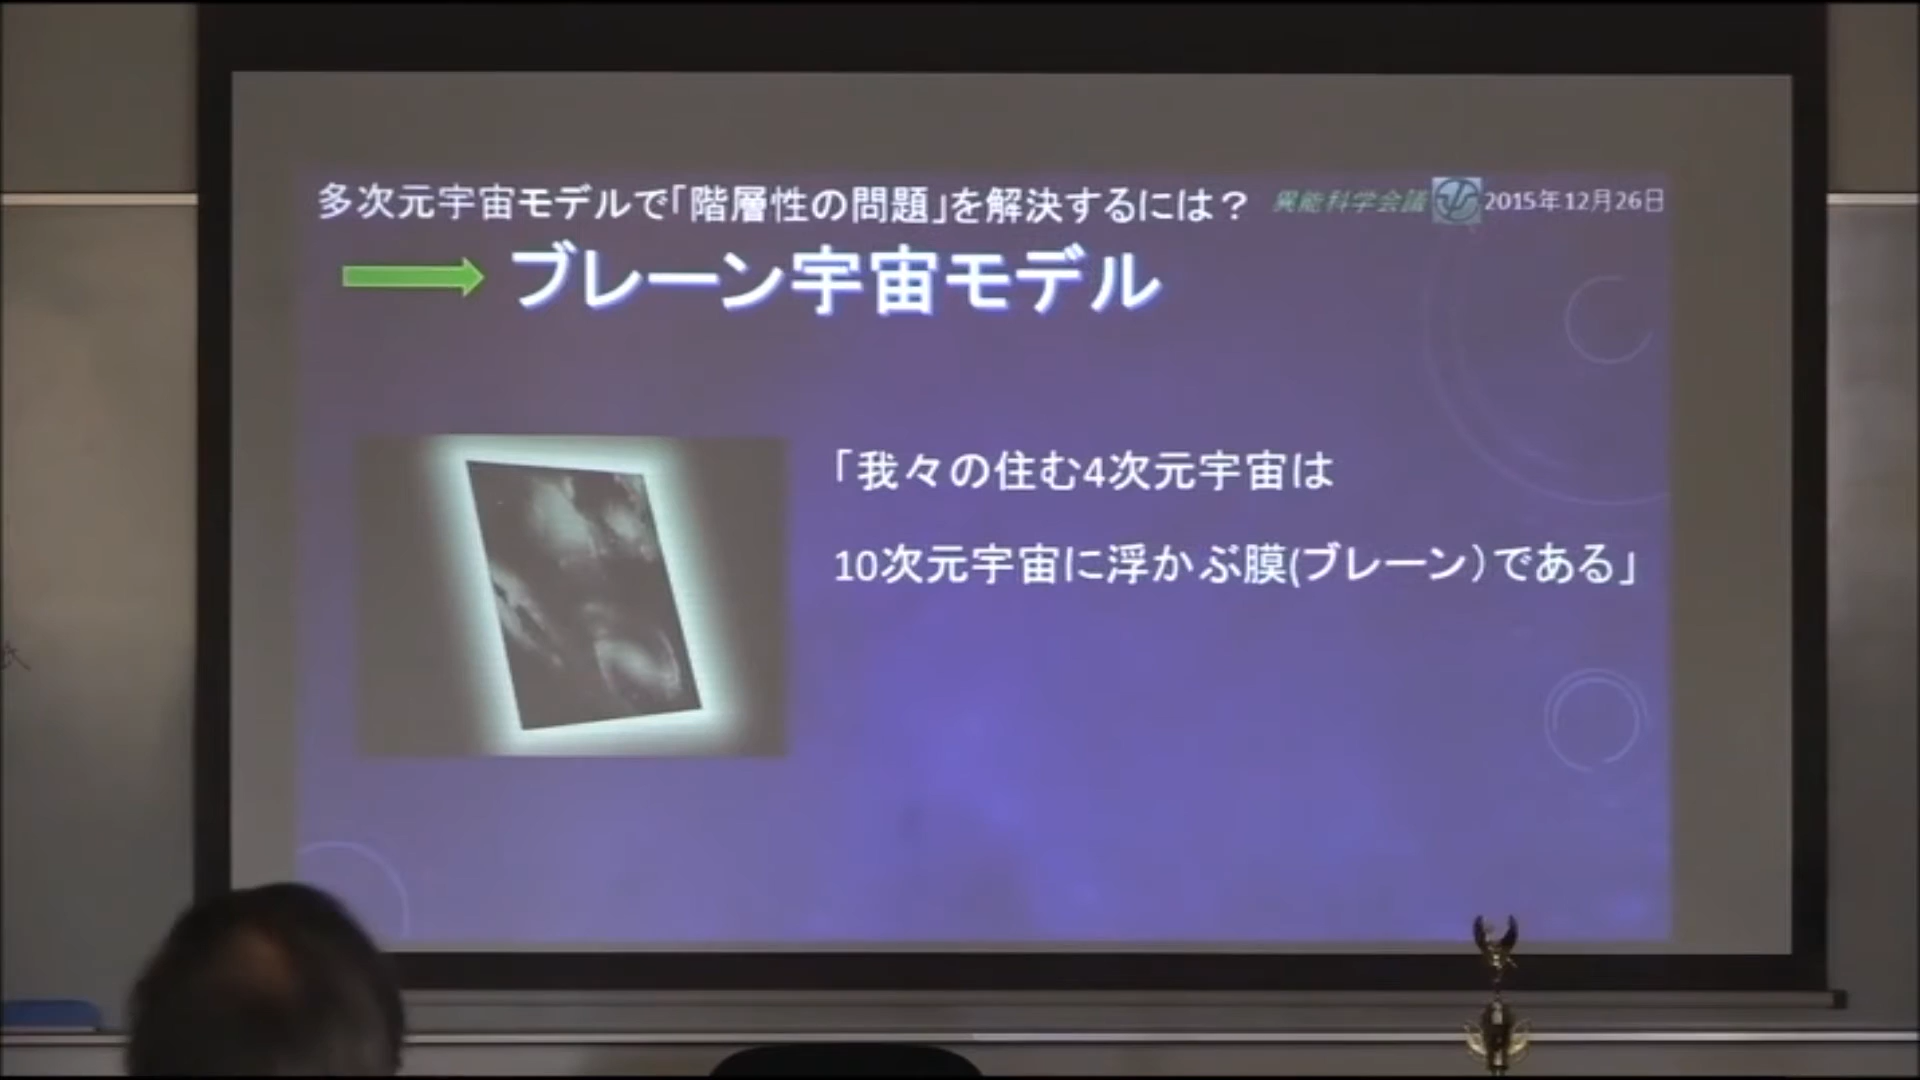 多次元宇宙モデルで「階層性の問題」を解決するには？
異能科学会議 2015年12月26日
ブレーン宇宙モデル
「我々の住む4次元宇宙は
10次元宇宙に浮かぶ膜(ブレーン）である」